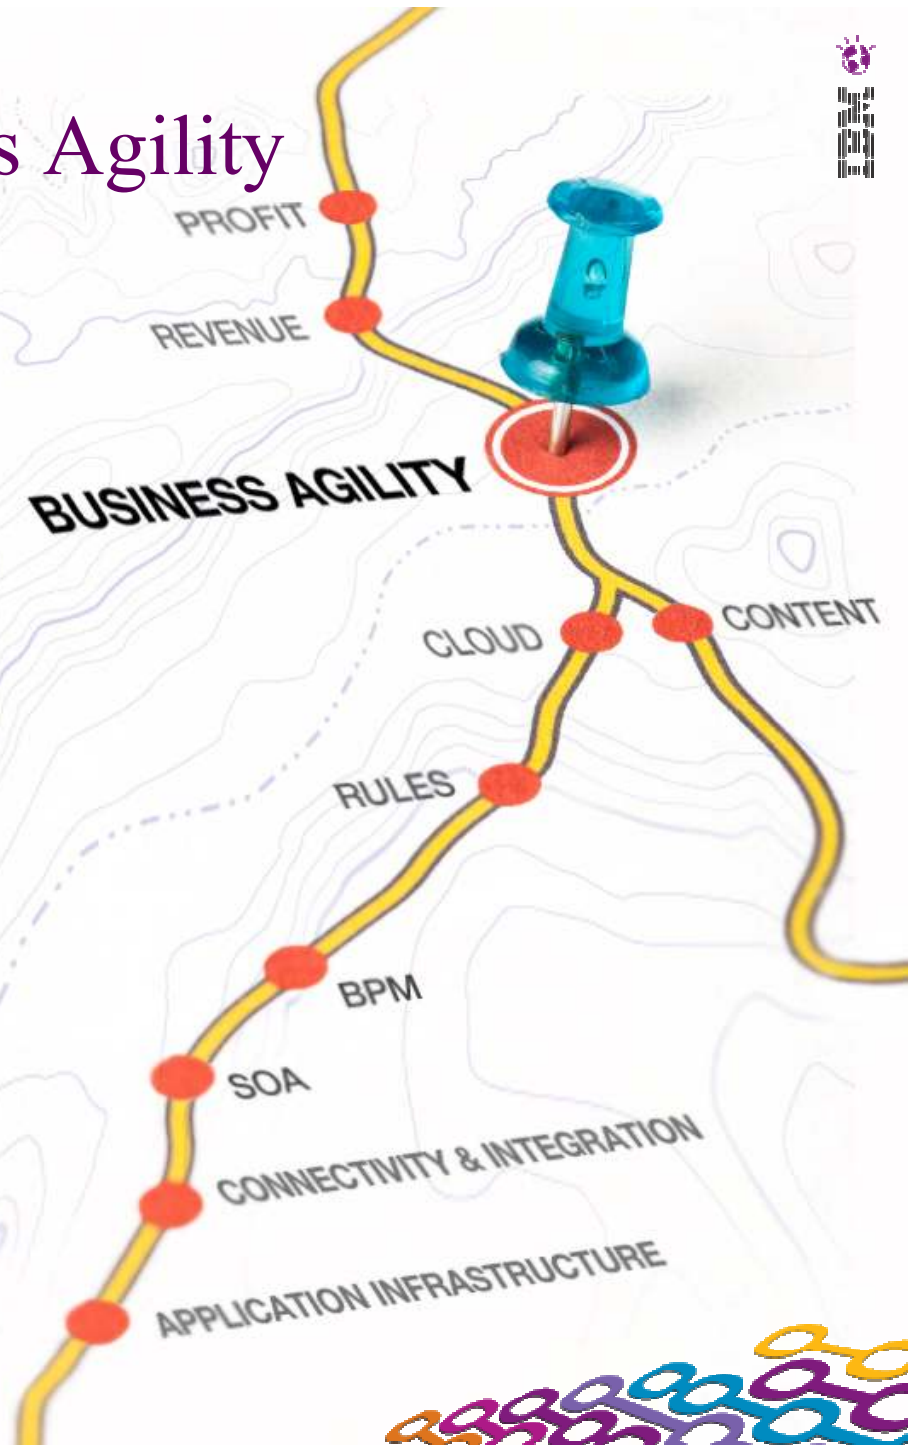 IBM
s Agility
PROFIT
REVENUE
BUSINESS AGILITY
CLOUD
CONTENT
RULES
BPM
SOA
CONNECTIVITY & INTEGRATION
APPLICATION INFRASTRUCTURE